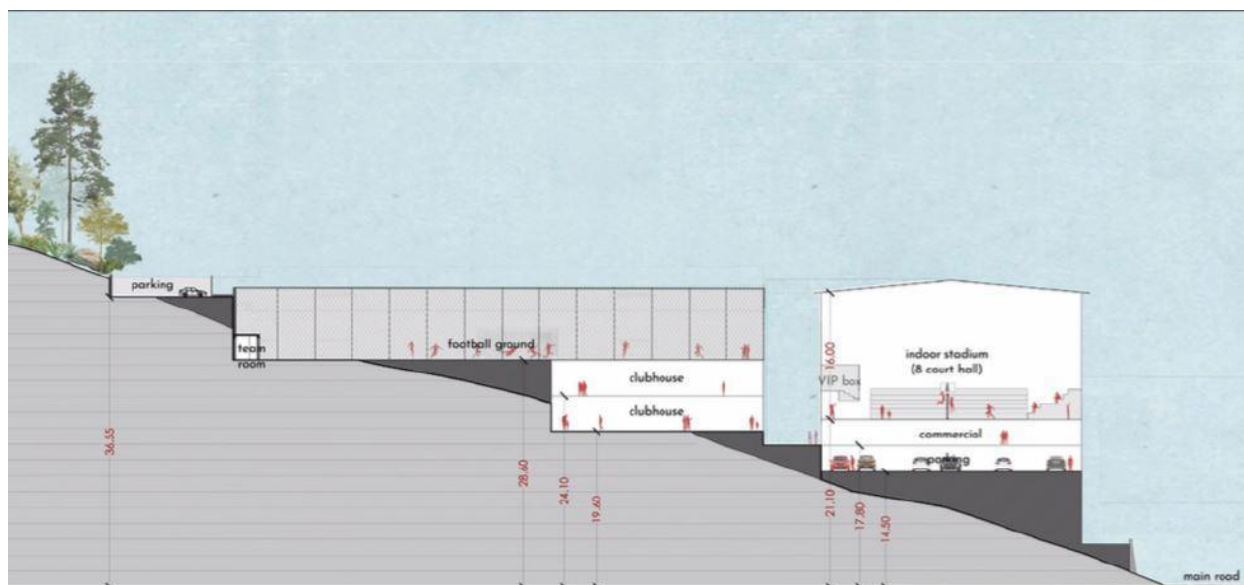 parking
football ground
team
room
clubhouse
clubhouse
16.00
indoor stadium
(8 court hall)
VIP box
commercial
parking
36.55
28.60
24.10
19.60
21.10
17.80
14.50
main road